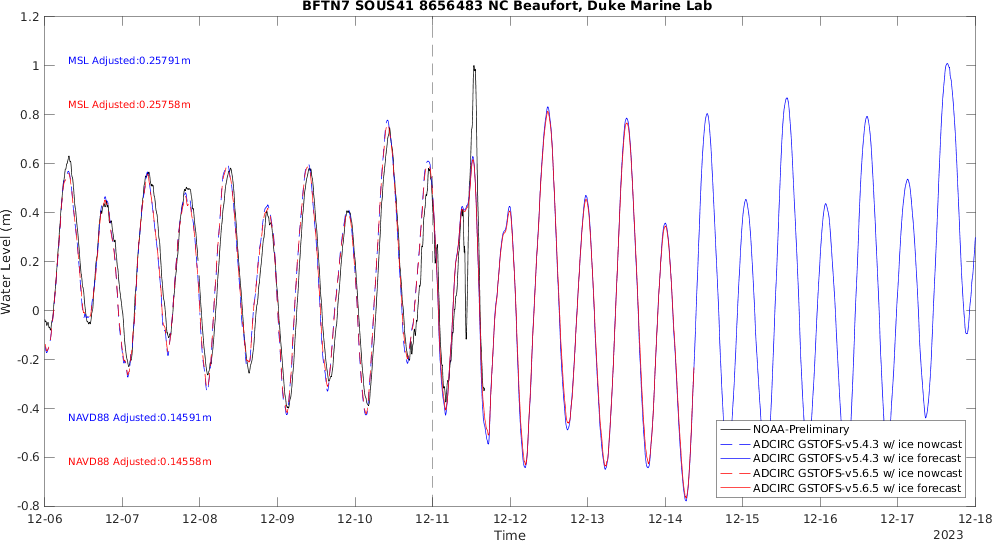 BFTN7 SOUS41 8656483 NC Beaufort, Duke Marine Lab
1.2
1
0.8
0.6
0.4
0.2
0
-0.2
-0.4
-0.6
-0.8
Water Level (m)
MSL Adjusted:0.25791m
MSL Adjusted:0.25758m
NAVD88 Adjusted:0.14591m
NAVD88 Adjusted:0.14558m
NOAA-Preliminary
ADCIRC GSTOFS-v5.4.3 w/ ice nowcast
ADCIRC GSTOFS-v5.4.3 w/ ice forecast
ADCIRC GSTOFS-v5.6.5 w/ ice nowcast
ADCIRC GSTOFS-v5.6.5 w/ ice forecast
12-06 12-07 12-08 12-09 12-10 12-11 12-12 12-13 12-14 12-15 12-16 12-17 12-18
Time
2023